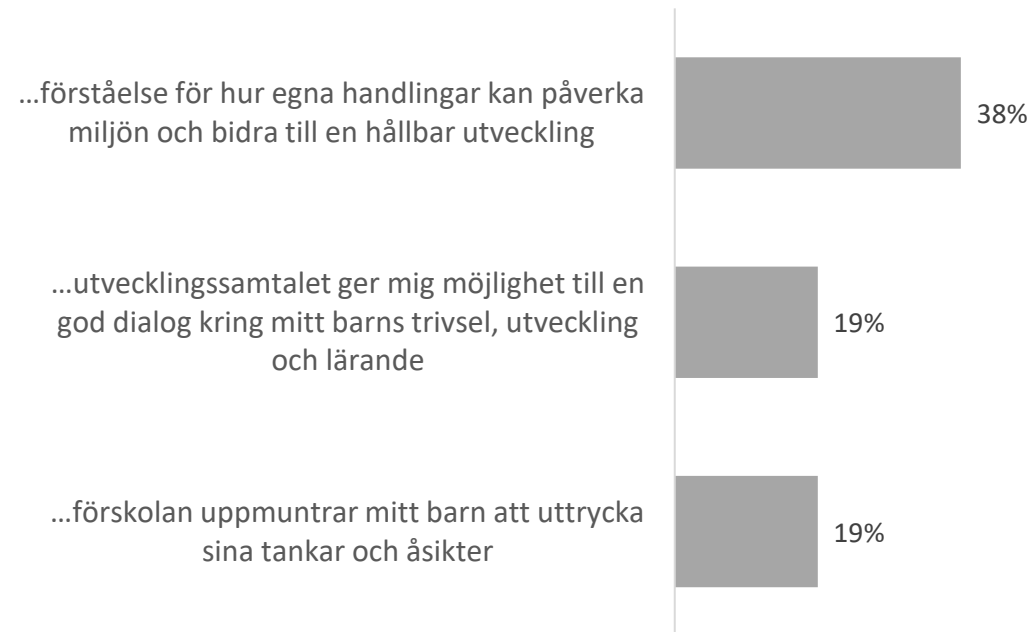 ...förståelse för hur egna handlingar kan påverka
miljön och bidra till en hållbar utveckling
38%
...utvecklingssamtalet ger mig möjlighet till en
god dialog kring mitt barns trivsel, utveckling
och lärande
19%
...förskolan uppmuntrar mitt barn att uttrycka
sina tankar och åsikter
19%